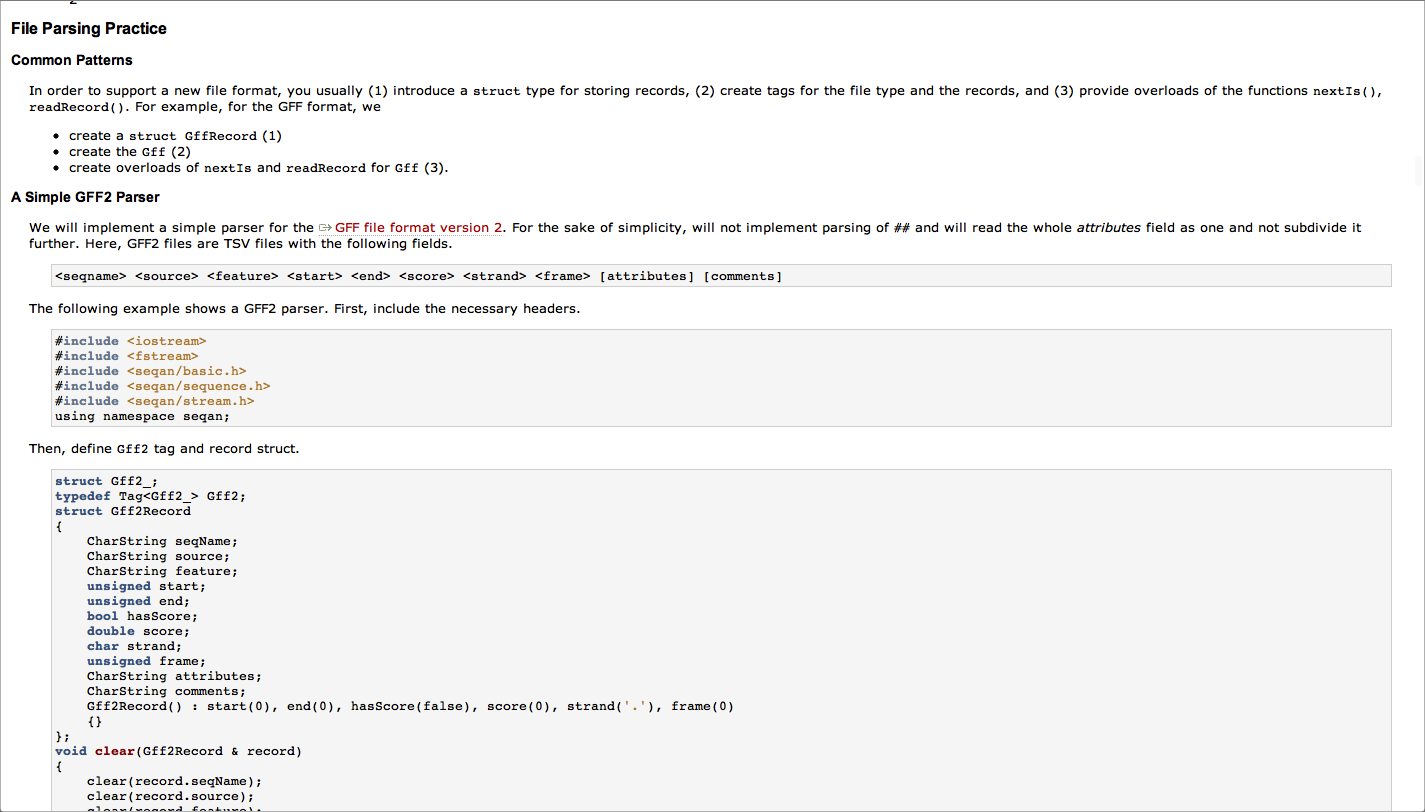 File Parsing Practice
Common Patterns
In order to support a new file format, you usually (1) introduce a struct type for storing records, (2) create tags for the file type and the records, and (3) provide overloads of the functions nextIs(),
readRecord(). For example, for the GFF format, we
• create a struct GffRecord (1)
• create the Gff (2)
• create overloads of nextIs and readRecord for Gff (3).
A Simple GFF2 Parser
We will implement a simple parser for the GFF file format version 2. For the sake of simplicity, will not implement parsing of ## and will read the whole attributes field as one and not subdivide it
further. Here, GFF2 files are TSV files with the following fields.
<seqname> <source> <feature> <start> <end> <score> <strand> <frame> [attributes] [comments]
The following example shows a GFF2 parser. First, include the necessary headers.
#include <iostream>
#include <fstream>
#include <seqan/basic.h>
#include <seqan/sequence.h>
#include <seqan/stream.h>
using namespace seqan;
Then, define Gff2 tag and record struct.
struct Gff2_;
typedef Tag<Gff2_> Gff2;
struct Gff2Record
{
    CharString seqName;
    CharString source;
    CharString feature;
    unsigned start;
    unsigned end;
    bool hasScore;
    double score;
    char strand;
    unsigned frame;
    CharString attributes;
    CharString comments;
    Gff2Record() : start(0), end(0), hasScore(false), score(0), strand('.'), frame(0)
    {}
};
void clear(Gff2Record & record)
{
    clear(record.seqName);
    clear(record.source);
    clear(record.feature);